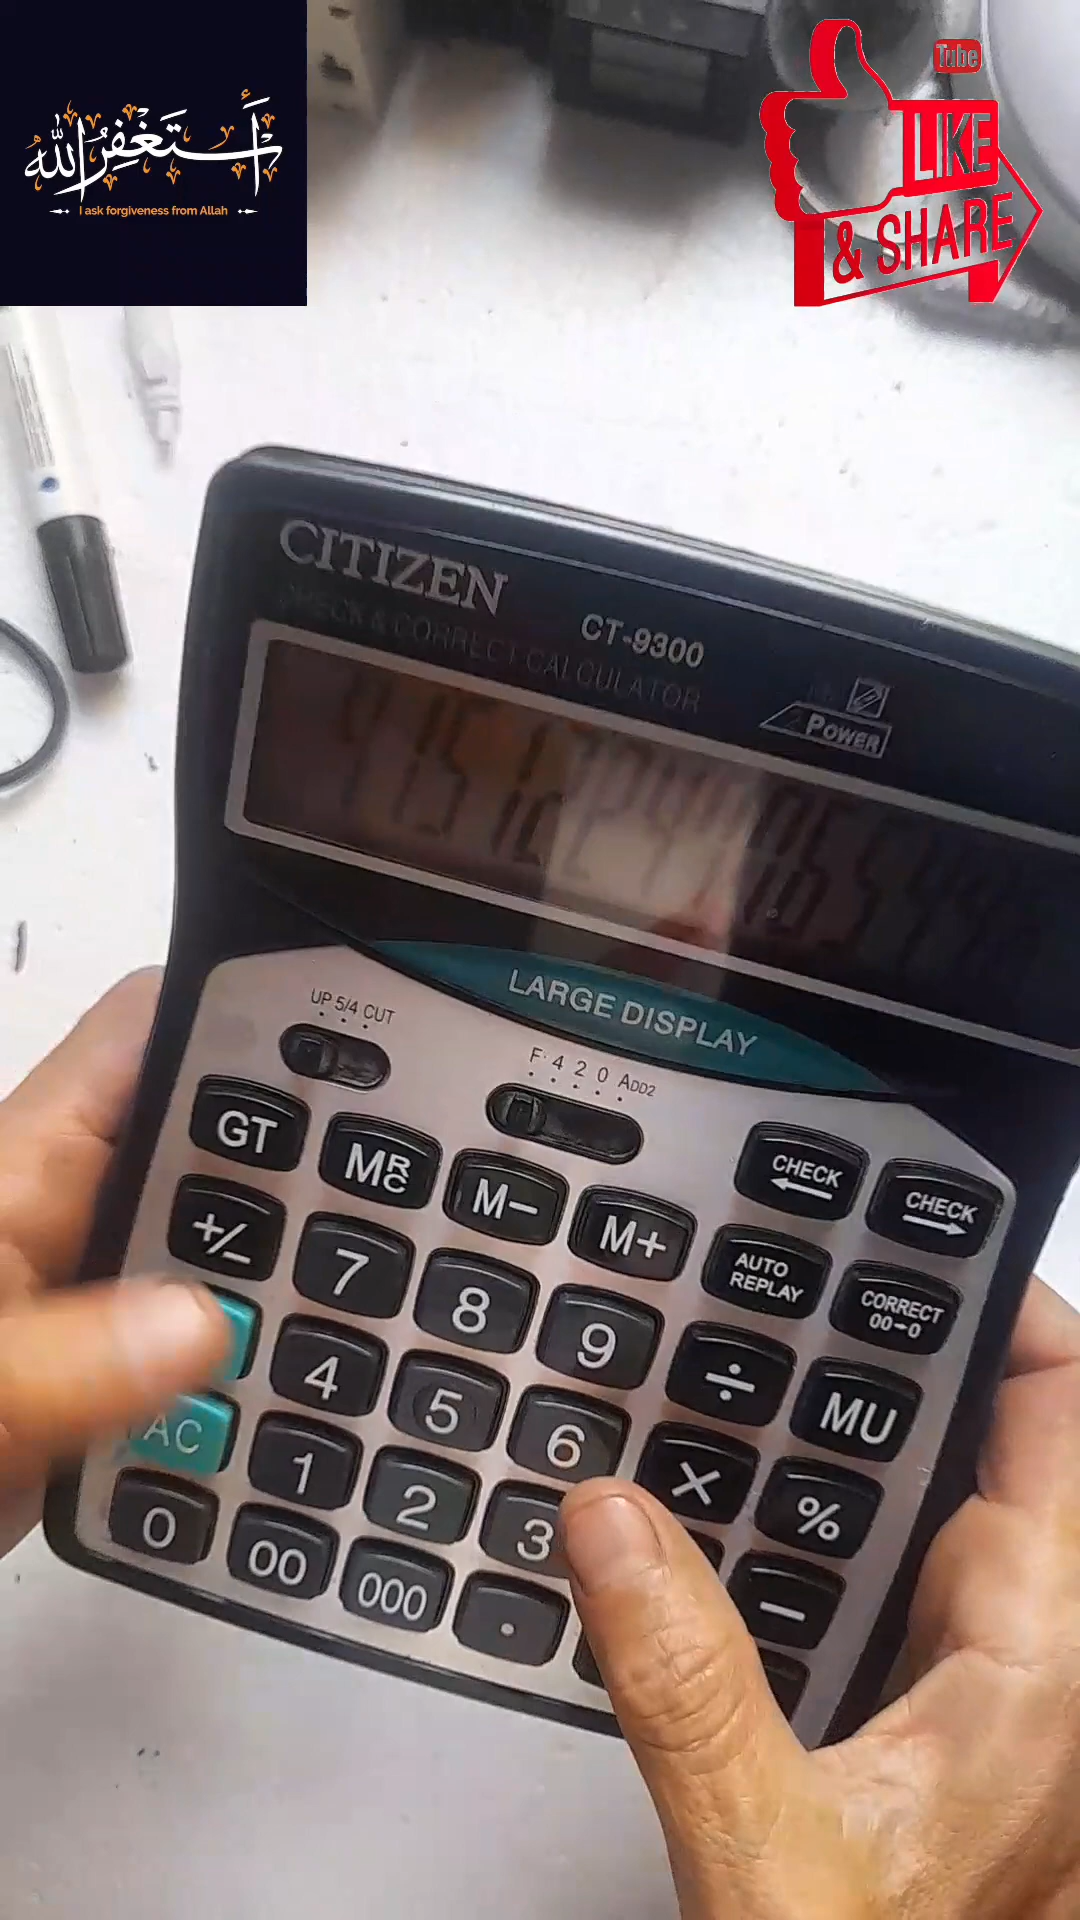 أَسْتَغْفِرُ اللّٰه
I ask forgiveness from Allah
Tube
LIKE
& SHARE
CITIZEN
CT-9300
CHECK & CORRECT CALCULATOR
POWER
LARGE DISPLAY
UP 5/4 CUT
F 4 2 0 ADD2
GT MRC M- M+ CHECK ← CHECK →
+/- 7 8 9 AUTO REPLAY CORRECT 00→0
4 5 6 ÷ MU
AC 1 2 3 × %
0 00 000 . -